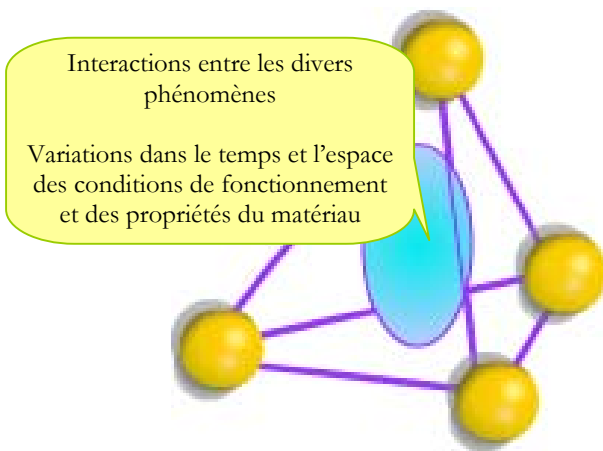 Interactions entre les divers
phénomènes
Variations dans le temps et l’espace
des conditions de fonctionnement
et des propriétés du matériau